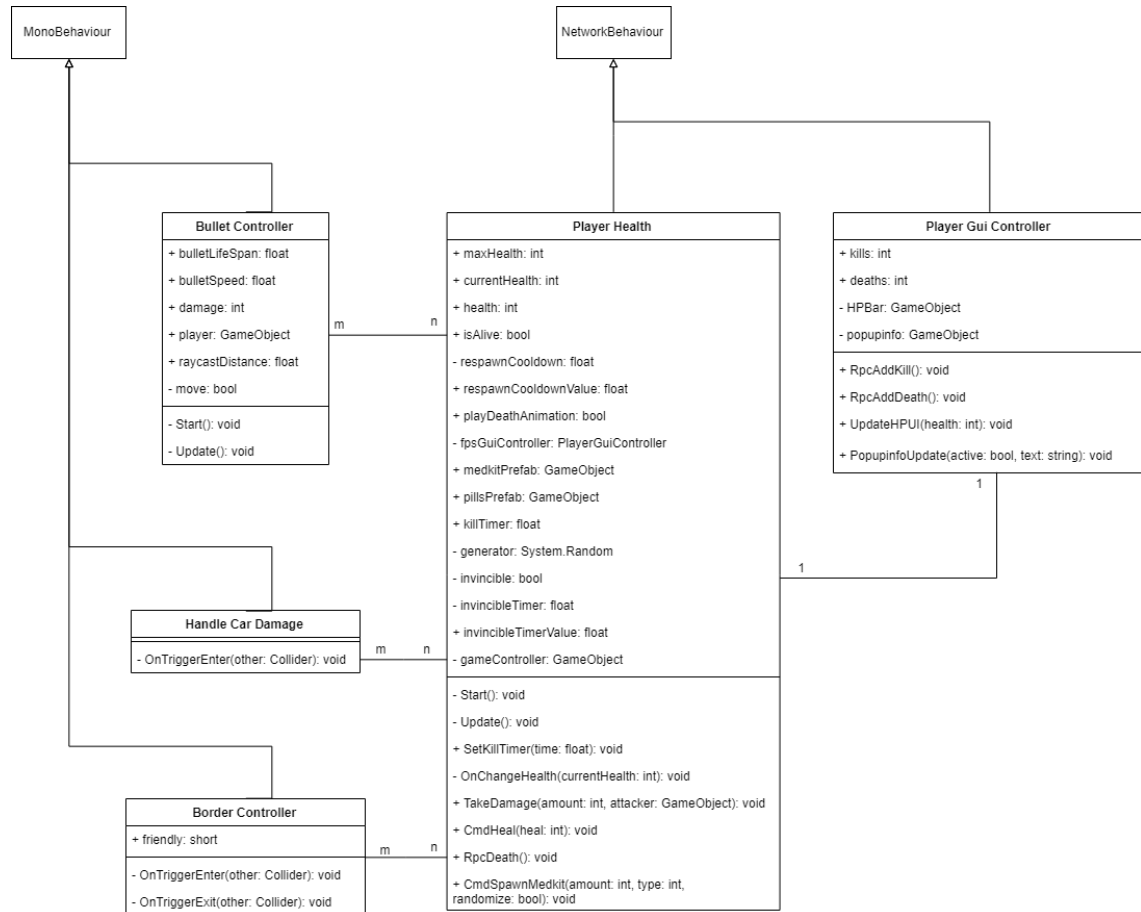 MonoBehaviour
NetworkBehaviour
Bullet Controller
+ bulletLifeSpan: float
+ bulletSpeed: float
+ damage: int
+ player: GameObject
+ raycastDistance: float
- move: bool
- Start(): void
- Update(): void
m
n
Player Health
+ maxHealth: int
+ currentHealth: int
+ health: int
+ isAlive: bool
- respawnCooldown: float
+ respawnCooldownValue: float
+ playDeathAnimation: bool
- fpsGuiController: PlayerGuiController
+ medkitPrefab: GameObject
+ pillsPrefab: GameObject
+ killTimer: float
- generator: System.Random
- invincible: bool
- invincibleTimer: float
+ invincibleTimerValue: float
- gameController: GameObject
- Start(): void
- Update(): void
+ SetKillTimer(time: float): void
- OnChangeHealth(currentHealth: int): void
+ TakeDamage(amount: int, attacker: GameObject): void
+ CmdHeal(heal: int): void
+ RpcDeath(): void
+ CmdSpawnMedkit(amount: int, type: int,
randomize: bool): void
Player Gui Controller
+ kills: int
+ deaths: int
- HPBar: GameObject
- popupinfo: GameObject
+ RpcAddKill(): void
+ RpcAddDeath(): void
+ UpdateHPUI(health: int): void
+ PopupinfoUpdate(active: bool, text: string): void
1
1
Handle Car Damage
- OnTriggerEnter(other: Collider): void
m
n
Border Controller
+ friendly: short
- OnTriggerEnter(other: Collider): void
- OnTriggerExit(other: Collider): void
m
n